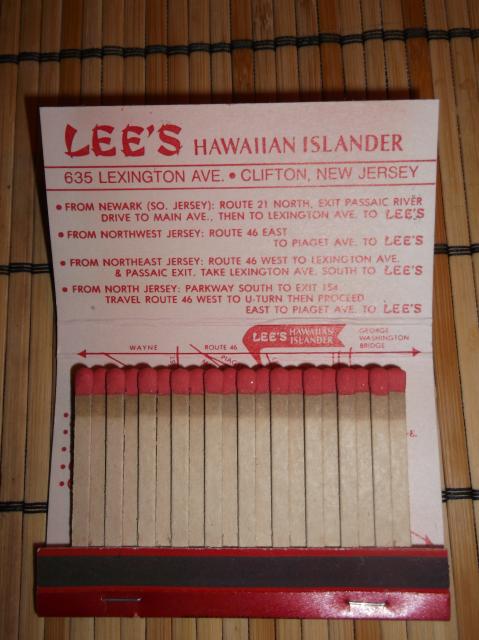 LEE'S HAWAIIAN ISLANDER
635 LEXINGTON AVE. • CLIFTON, NEW JERSEY
• FROM NEWARK (SO. JERSEY): ROUTE 21 NORTH, EXIT PASSAIC RIVER
DRIVE TO MAIN AVE., THEN TO LEXINGTON AVE. TO LEE'S
• FROM NORTHWEST JERSEY: ROUTE 46 EAST
TO PIAGET AVE. TO LEE'S
• FROM NORTHEAST JERSEY: ROUTE 46 WEST TO LEXINGTON AVE.
& PASSAIC EXIT. TAKE LEXINGTON AVE. SOUTH TO LEE'S
• FROM NORTH JERSEY: PARKWAY SOUTH TO EXIT 154
TRAVEL ROUTE 46 WEST TO U-TURN THEN PROCEED
EAST TO PIAGET AVE. TO LEE'S
WAYNE
ROUTE 46
LEE'S HAWAIIAN
ISLANDER
GEORGE
WASHINGTON
BRIDGE